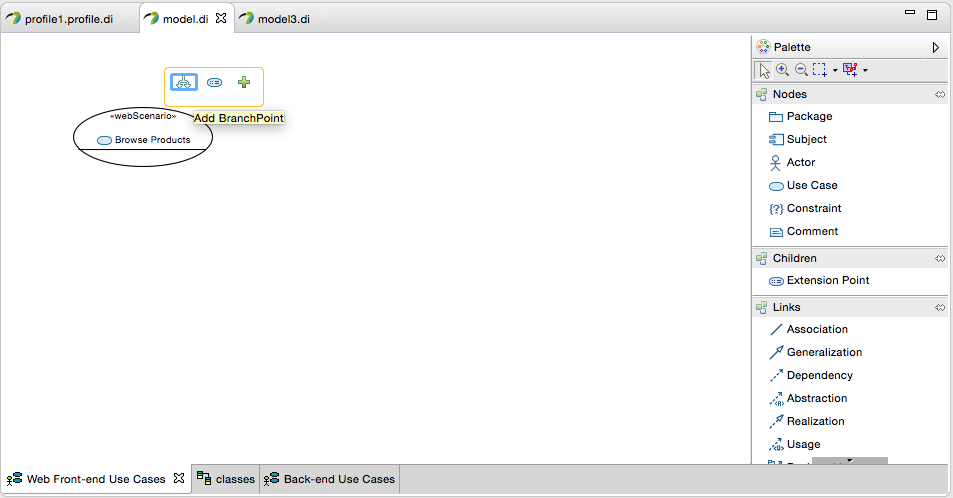 profile1.profile.di
model.di
model3.di
«webScenario»
Browse Products
Add BranchPoint
Palette
Nodes
Package
Subject
Actor
Use Case
{?} Constraint
Comment
Children
Extension Point
Links
Association
Generalization
Dependency
Abstraction
Realization
Usage
Web Front-end Use Cases
classes
Back-end Use Cases